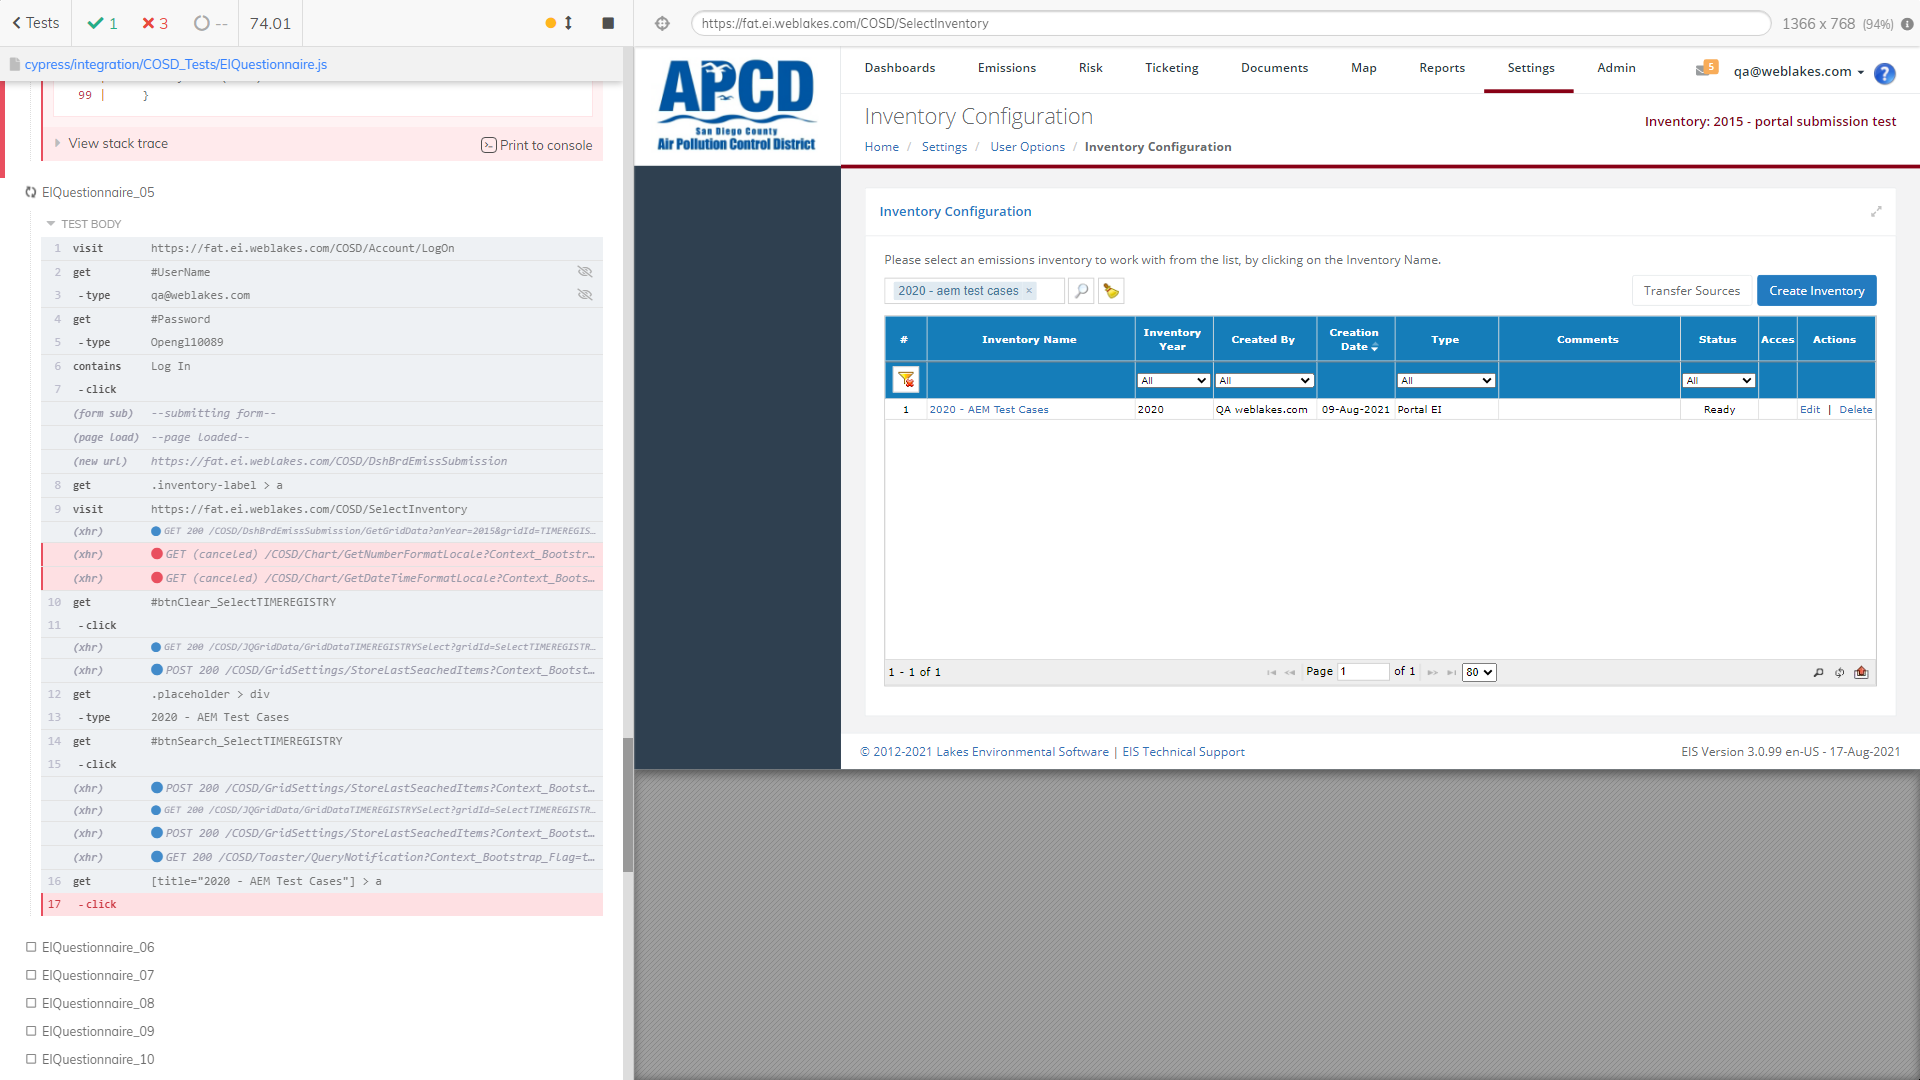 Tests
1
3
--
74.01
https://fat.ei.weblakes.com/COSD/SelectInventory
1366 x 768 (94%)
cypress/integration/COSD_Tests/EIQuestionnaire.js
99 | }
View stack trace
Print to console
EIQuestionnaire_05
TEST BODY
1 visit https://fat.ei.weblakes.com/COSD/Account/LogOn
2 get #UserName
3 -type qa@weblakes.com
4 get #Password
5 -type Opengl10089
6 contains Log In
7 -click
(form sub) --submitting form--
(page load) --page loaded--
(new url) https://fat.ei.weblakes.com/COSD/DshBrdEmissSubmission
8 get .inventory-label > a
9 visit https://fat.ei.weblakes.com/COSD/SelectInventory
(xhr) GET 200 /COSD/DshBrdEmissSubmission/GetGridData?anYear=2015&gridId=TIMEREGIS...
(xhr) GET (canceled) /COSD/Chart/GetNumberFormatLocale?Context_Bootstr...
(xhr) GET (canceled) /COSD/Chart/GetDateTimeFormatLocale?Context_Boots...
10 get #btnClear_SelectTIMEREGISTRY
11 -click
(xhr) GET 200 /COSD/JQGridData/GridDataTIMEREGISTRYSelect?gridId=SelectTIMEREGISTR...
(xhr) POST 200 /COSD/GridSettings/StoreLastSeachedItems?Context_Bootst...
12 get .placeholder > div
13 -type 2020 - AEM Test Cases
14 get #btnSearch_SelectTIMEREGISTRY
15 -click
(xhr) POST 200 /COSD/GridSettings/StoreLastSeachedItems?Context_Bootst...
(xhr) GET 200 /COSD/JQGridData/GridDataTIMEREGISTRYSelect?gridId=SelectTIMEREGISTR...
(xhr) POST 200 /COSD/GridSettings/StoreLastSeachedItems?Context_Bootst...
(xhr) GET 200 /COSD/Toaster/QueryNotification?Context_Bootstrap_Flag=t...
16 get [title="2020 - AEM Test Cases"] > a
17 -click
EIQuestionnaire_06
EIQuestionnaire_07
EIQuestionnaire_08
EIQuestionnaire_09
EIQuestionnaire_10
APCD
San Diego County
Air Pollution Control District
Dashboards Emissions Risk Ticketing Documents Map Reports Settings Admin
5
qa@weblakes.com
?
Inventory Configuration
Inventory: 2015 - portal submission test
Home / Settings / User Options / Inventory Configuration
Inventory Configuration
Please select an emissions inventory to work with from the list, by clicking on the Inventory Name.
2020 - aem test cases ×
Transfer Sources
Create Inventory
# Inventory Name Inventory Year Created By Creation Date Type Comments Status Acces Actions
All All All All
1 2020 - AEM Test Cases 2020 QA weblakes.com 09-Aug-2021 Portal EI Ready Edit | Delete
1 - 1 of 1
Page 1 of 1
80
© 2012-2021 Lakes Environmental Software | EIS Technical Support
EIS Version 3.0.99 en-US - 17-Aug-2021